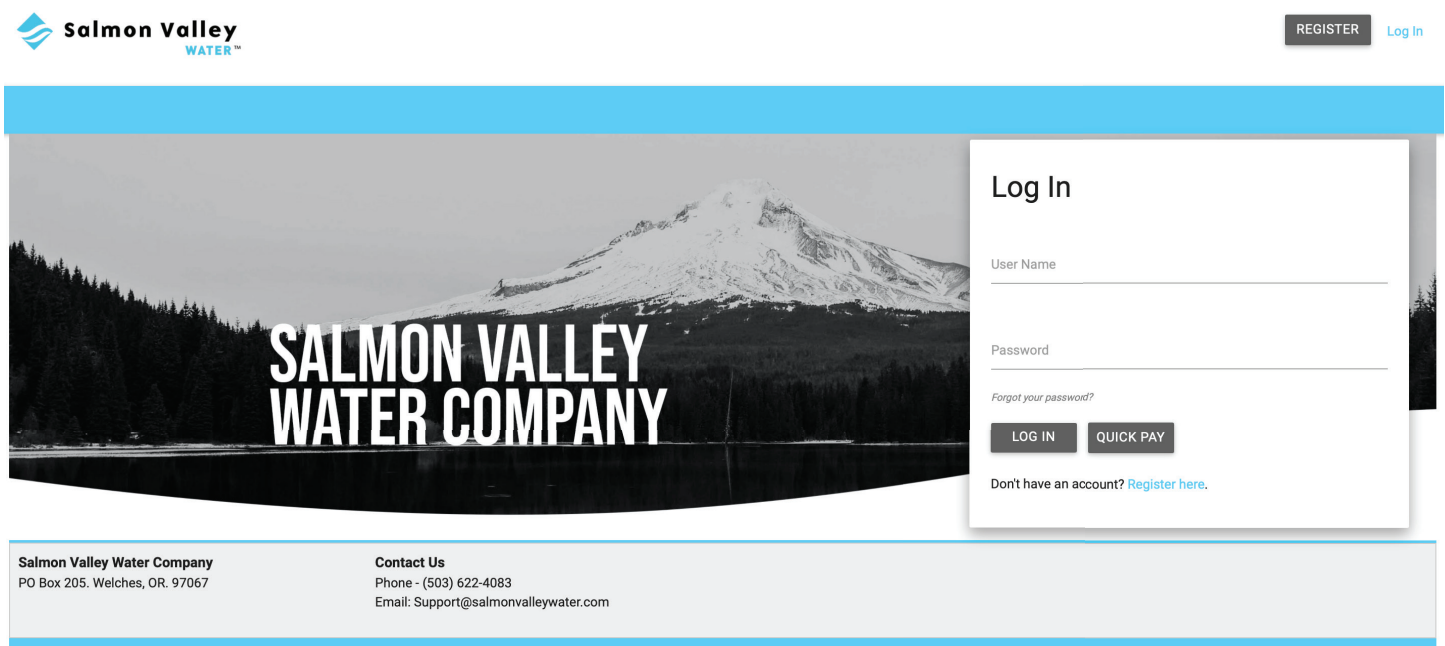 Salmon Valley
WATER™
REGISTER
Log In
SALMON VALLEY
WATER COMPANY
Log In
User Name
Password
Forgot your password?
LOG IN
QUICK PAY
Don't have an account? Register here.
Salmon Valley Water Company
PO Box 205. Welches, OR. 97067
Contact Us
Phone - (503) 622-4083
Email: Support@salmonvalleywater.com